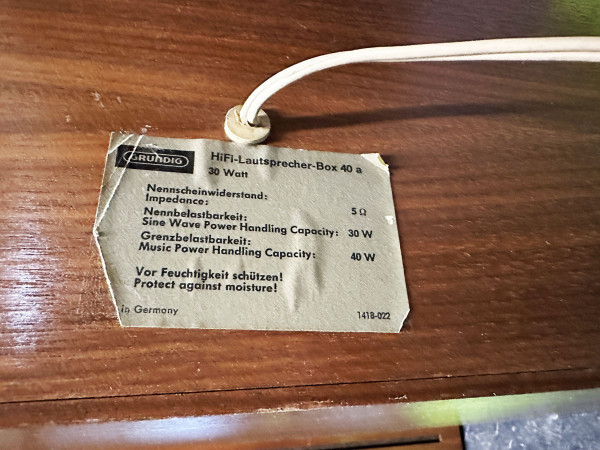 GRUNDIG HiFi-Lautsprecher-Box 40 a
30 Watt
Nennscheinwiderstand:
Impedance: 5 Ω
Nennbelastbarkeit:
Sine Wave Power Handling Capacity: 30 W
Grenzbelastbarkeit:
Music Power Handling Capacity: 40 W
Vor Feuchtigkeit schützen!
Protect against moisture!
in Germany 1418-022